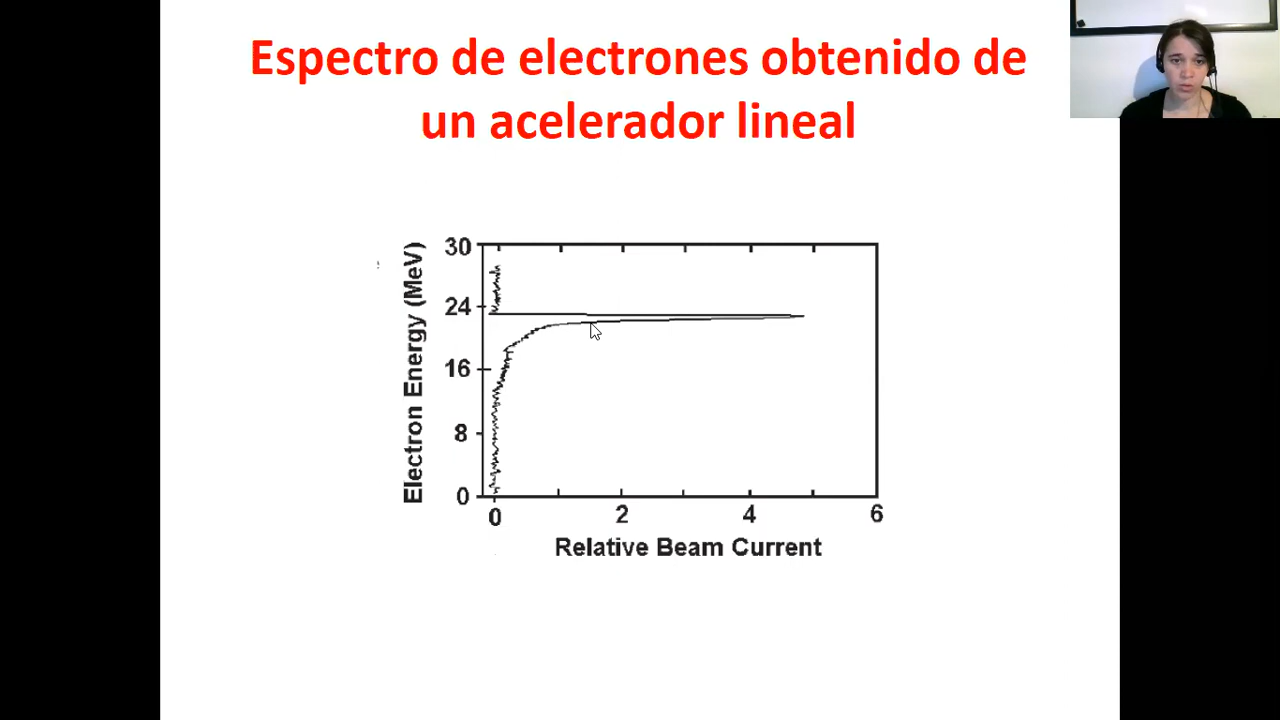 Espectro de electrones obtenido de
un acelerador lineal
Electron Energy (MeV)
30
24
16
8
0
0 2 4 6
Relative Beam Current